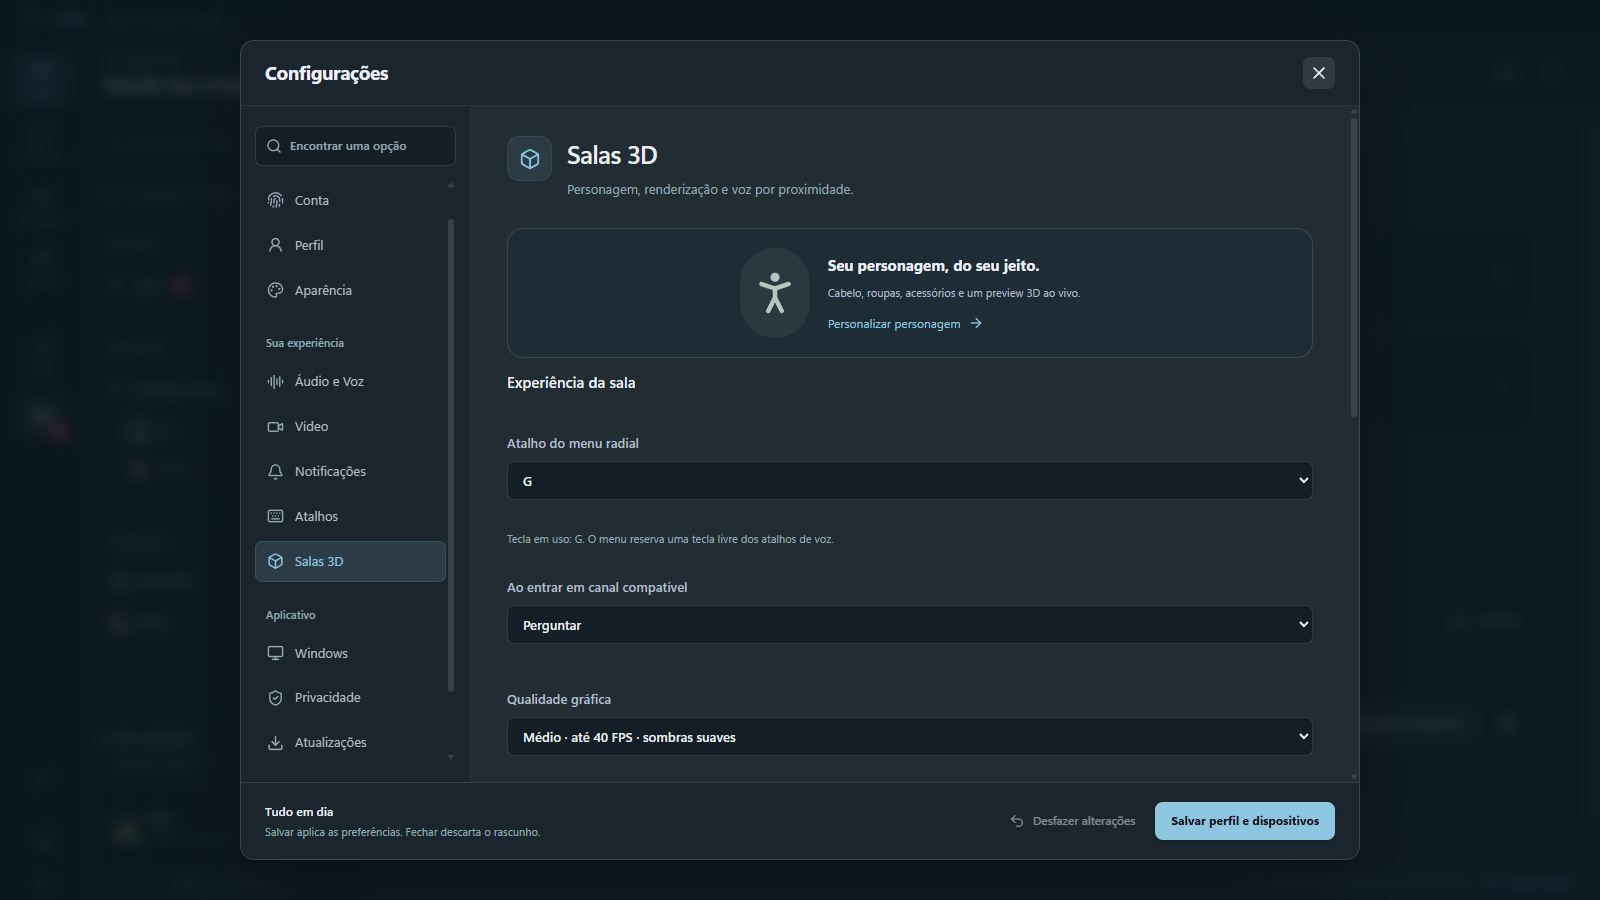 Configurações
Encontrar uma opção
Conta
Perfil
Aparência
Sua experiência
Áudio e Voz
Vídeo
Notificações
Atalhos
Salas 3D
Aplicativo
Windows
Privacidade
Atualizações
Salas 3D
Personagem, renderização e voz por proximidade.
Seu personagem, do seu jeito.
Cabelo, roupas, acessórios e um preview 3D ao vivo.
Personalizar personagem
Experiência da sala
Atalho do menu radial
G
Tecla em uso: G. O menu reserva uma tecla livre dos atalhos de voz.
Ao entrar em canal compatível
Perguntar
Qualidade gráfica
Médio · até 40 FPS · sombras suaves
Tudo em dia
Salvar aplica as preferências. Fechar descarta o rascunho.
Desfazer alterações
Salvar perfil e dispositivos